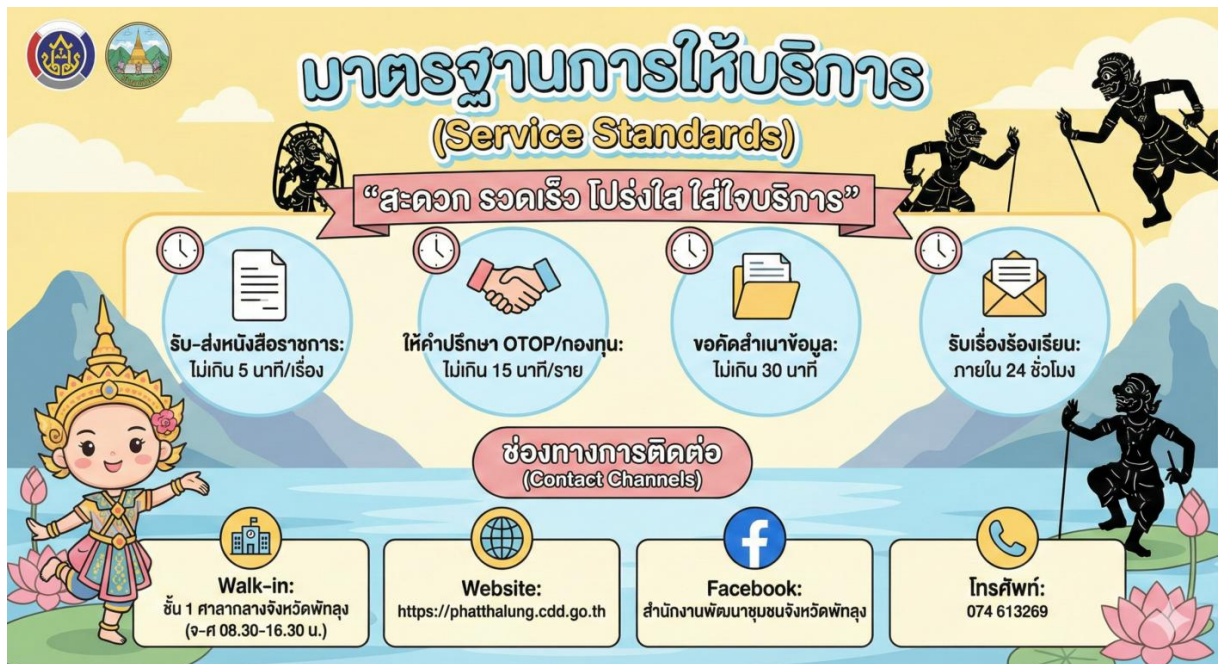 มาตรฐานการให้บริการ
(Service Standards)
“สะดวก รวดเร็ว โปร่งใส ใส่ใจบริการ”
รับ-ส่งหนังสือราชการ:
ไม่เกิน 5 นาที/เรื่อง
ให้คำปรึกษา OTOP/กองทุน:
ไม่เกิน 15 นาที/ราย
ขอคัดสำเนาข้อมูล:
ไม่เกิน 30 นาที
รับเรื่องร้องเรียน:
ภายใน 24 ชั่วโมง
ช่องทางการติดต่อ
(Contact Channels)
Walk-in:
ชั้น 1 ศาลากลางจังหวัดพัทลุง
(จ-ศ 08.30-16.30 น.)
Website:
https://phatthalung.cdd.go.th
Facebook:
สำนักงานพัฒนาชุมชนจังหวัดพัทลุง
โทรศัพท์:
074 613269